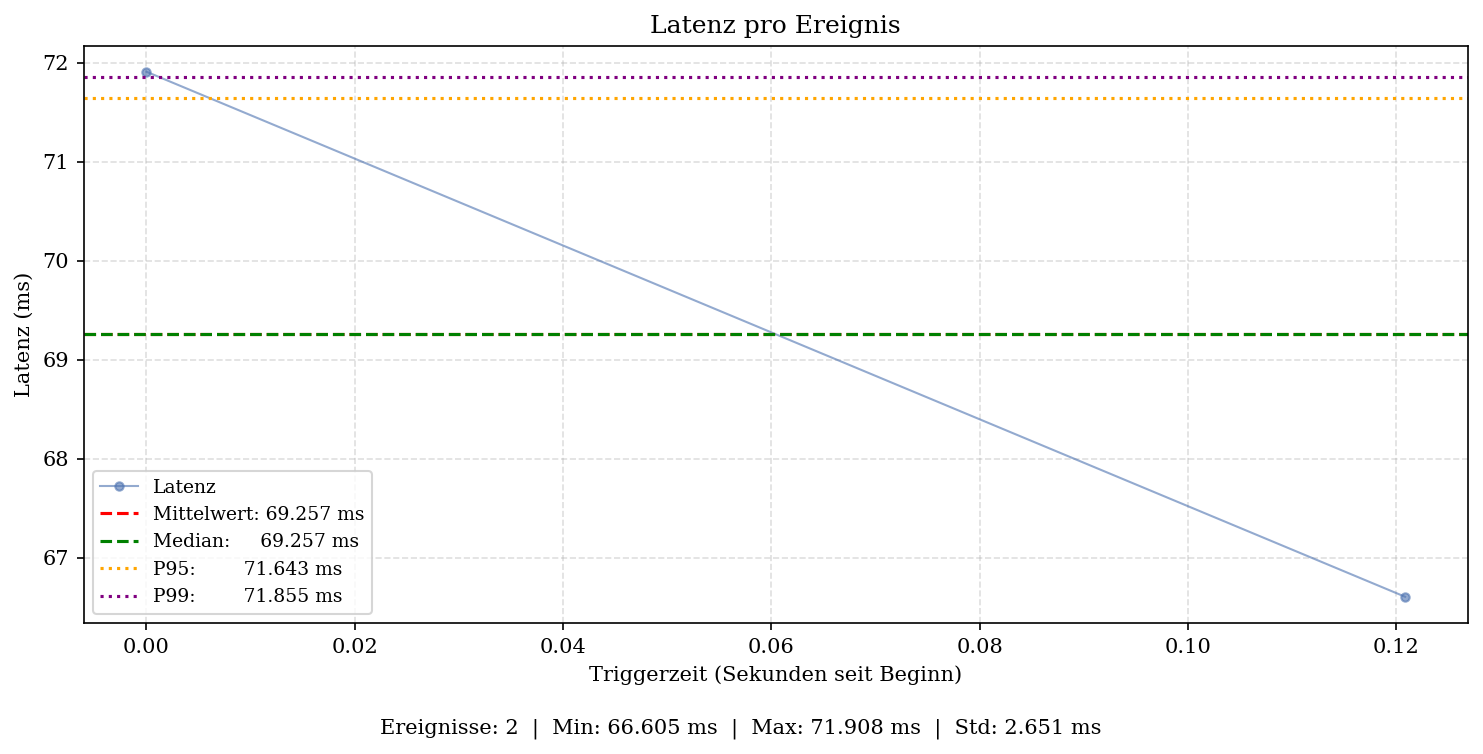 Latenz pro Ereignis
72
71
70
69
68
67
Latenz (ms)
Latenz
Mittelwert: 69.257 ms
Median: 69.257 ms
P95: 71.643 ms
P99: 71.855 ms
0.00 0.02 0.04 0.06 0.08 0.10 0.12
Triggerzeit (Sekunden seit Beginn)
Ereignisse: 2 | Min: 66.605 ms | Max: 71.908 ms | Std: 2.651 ms